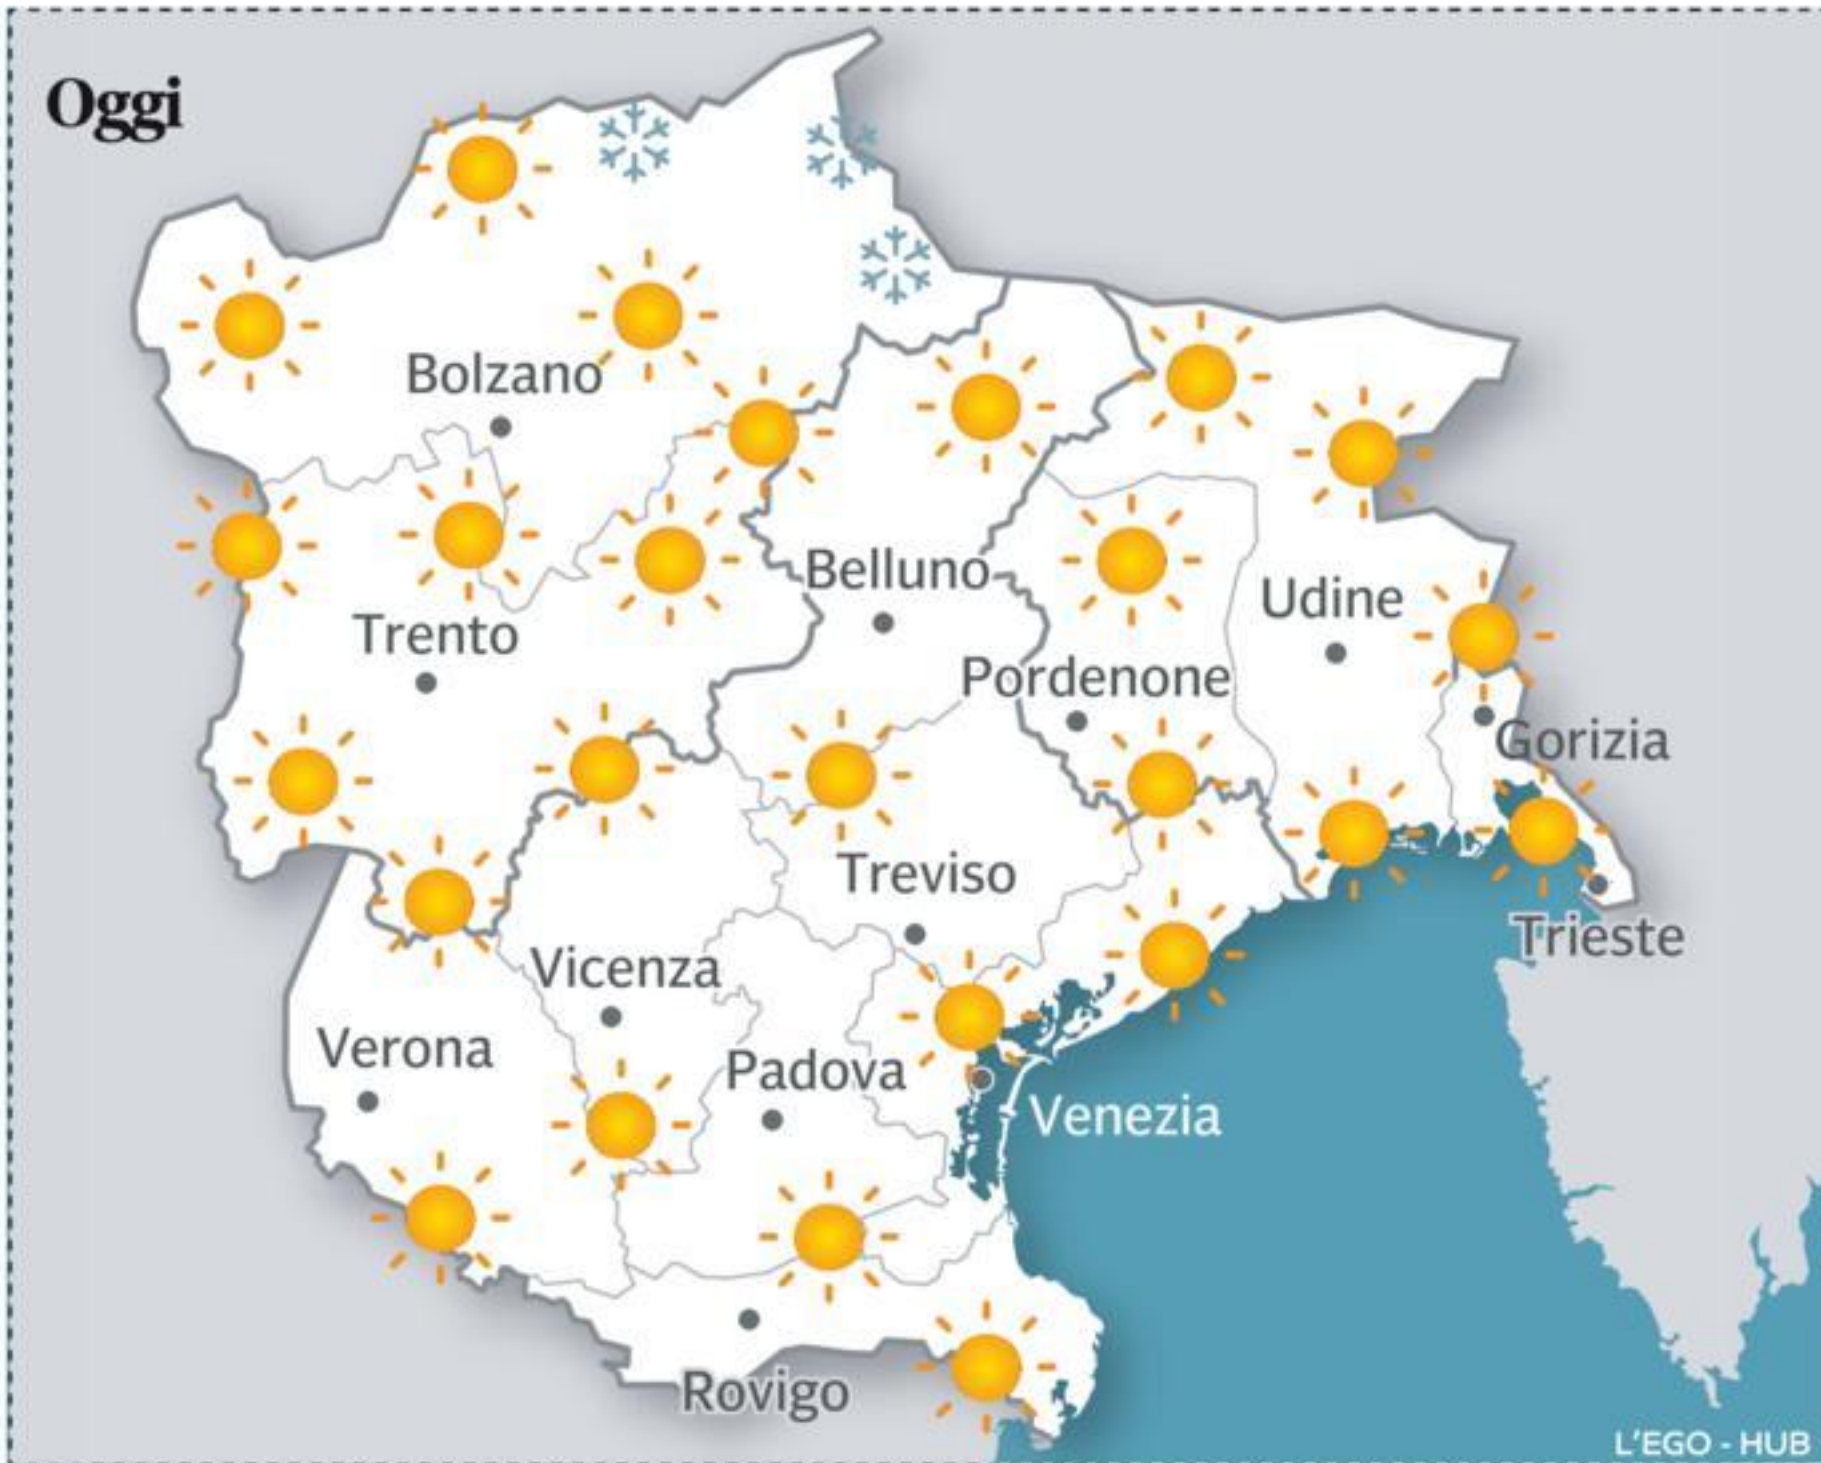 Oggi
Bolzano
Belluno
Udine
Trento
Pordenone
Gorizia
Treviso
Trieste
Vicenza
Verona
Padova
Venezia
Rovigo
L'EGO - HUB